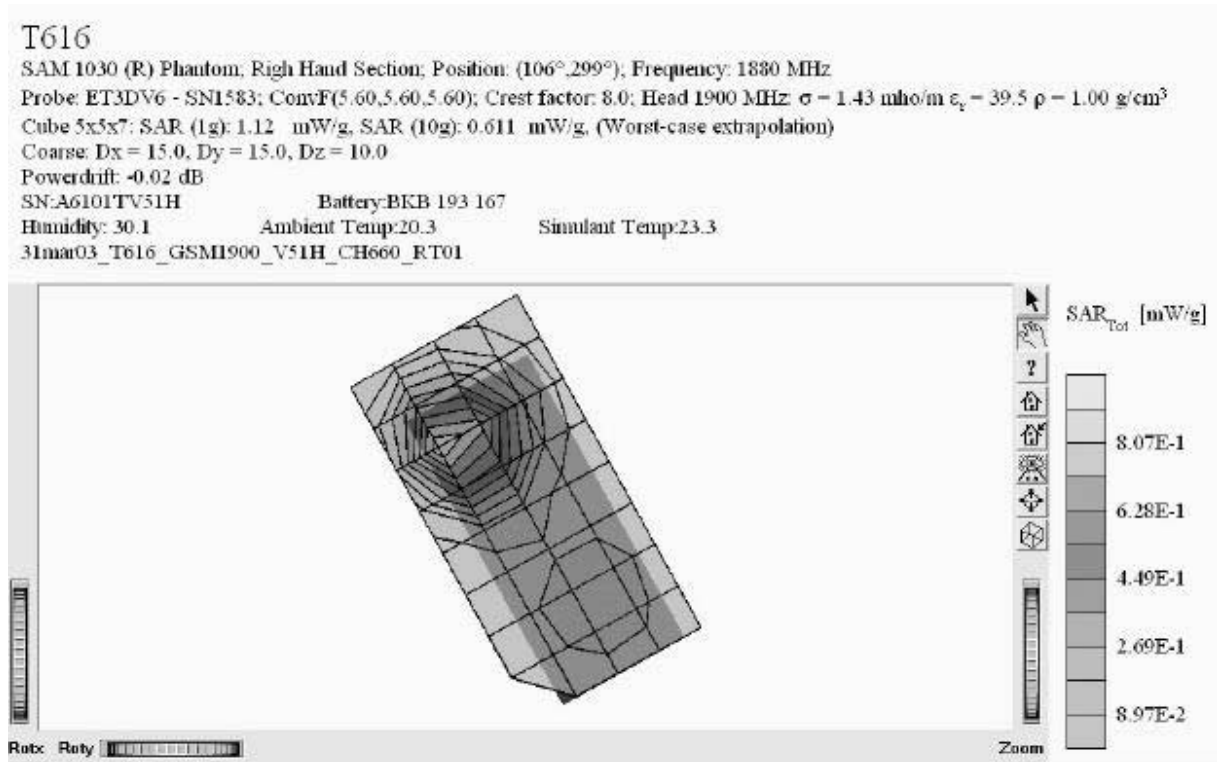 T616
SAM 1030 (R) Phantom; Righ Hand Section; Position: (106°,299°); Frequency: 1880 MHz
Probe: ET3DV6 - SN1583; ConvF(5.60,5.60,5.60); Crest factor: 8.0; Head 1900 MHz: σ = 1.43 mho/m εr = 39.5 ρ = 1.00 g/cm³
Cube 5x5x7: SAR (1g): 1.12 mW/g, SAR (10g): 0.611 mW/g, (Worst-case extrapolation)
Coarse: Dx = 15.0, Dy = 15.0, Dz = 10.0
Powerdrift: -0.02 dB
SN:A6101TV51H Battery:BKB 193 167
Humidity: 30.1 Ambient Temp:20.3 Simulant Temp:23.3
31mar03_T616_GSM1900_V51H_CH660_RT01
SARTot [mW/g]
?
8.07E-1
6.28E-1
4.49E-1
2.69E-1
8.97E-2
Rotx Roty Zoom